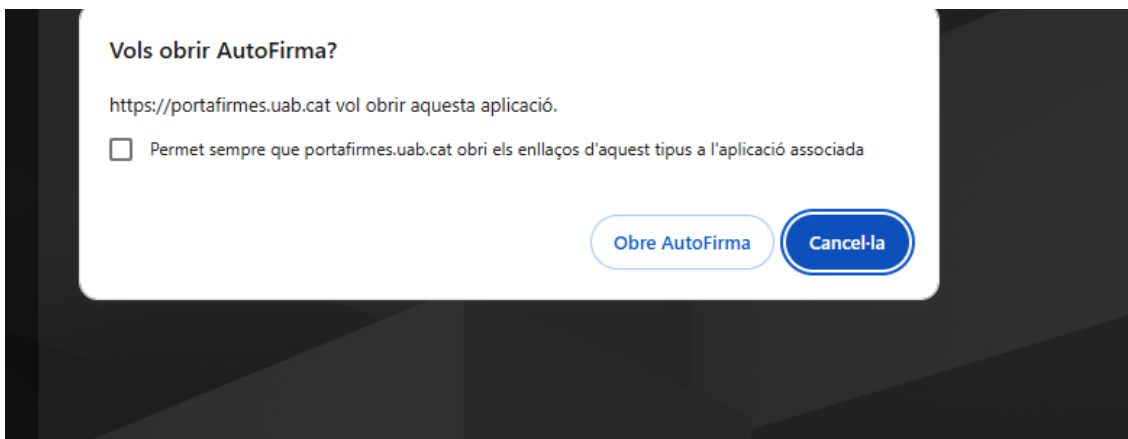 Vols obrir AutoFirma?
https://portafirmes.uab.cat vol obrir aquesta aplicació.
Permet sempre que portafirmes.uab.cat obri els enllaços d'aquest tipus a l'aplicació associada
Obre AutoFirma
Cancel·la